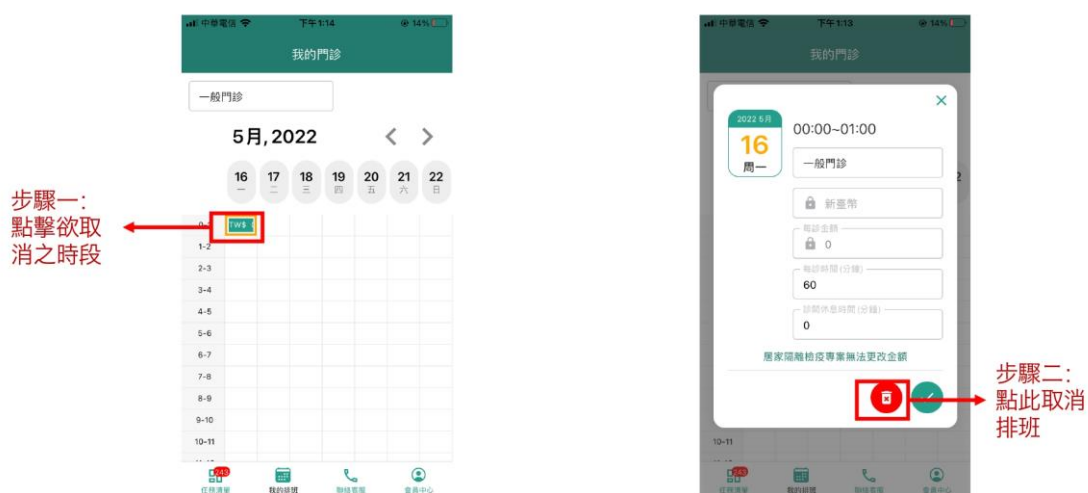 中華電信 下午1:14 14%
我的門診
一般門診
5月, 2022
16 17 18 19 20 21 22
一 二 三 四 五 六 日
TW$
1-2
2-3
3-4
4-5
5-6
6-7
7-8
8-9
9-10
10-11
243
任務清單 我的排班 聯絡客服 會員中心
步驟一:
點擊欲取
消之時段
中華電信 下午1:13 14%
我的門診
2022 5月
16
周一
00:00~01:00
一般門診
新臺幣
每診金額
0
每診時間(分鐘)
60
診間休息時間(分鐘)
0
居家隔離檢疫專案無法更改金額
2
10-11
243
任務清單 我的排班 聯絡客服 會員中心
步驟二:
點此取消
排班